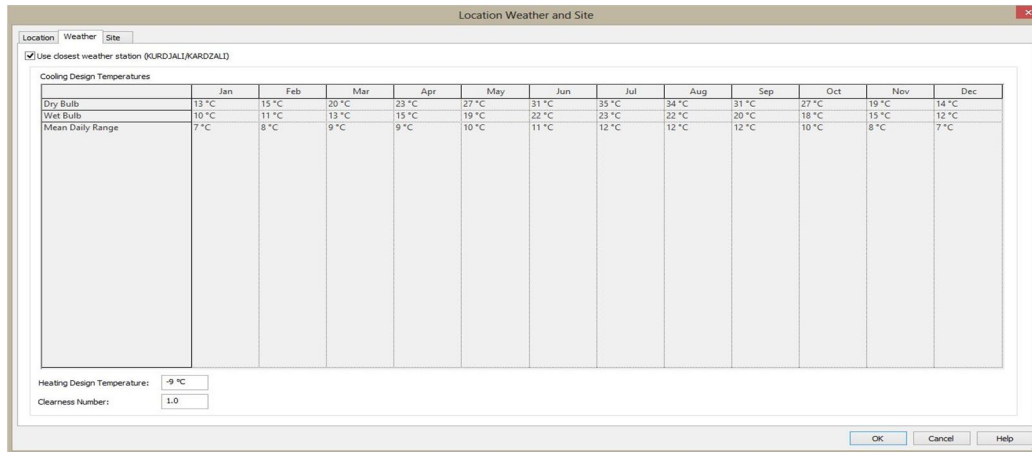 Location Weather and Site
Location Weather Site
Use closest weather station (KURDJALI/KARDZALI)
Cooling Design Temperatures
Jan Feb Mar Apr May Jun Jul Aug Sep Oct Nov Dec
Dry Bulb 13 °C 15 °C 20 °C 23 °C 27 °C 31 °C 35 °C 34 °C 31 °C 27 °C 19 °C 14 °C
Wet Bulb 10 °C 11 °C 13 °C 15 °C 19 °C 22 °C 23 °C 22 °C 20 °C 18 °C 15 °C 12 °C
Mean Daily Range 7 °C 8 °C 9 °C 9 °C 10 °C 11 °C 12 °C 12 °C 12 °C 10 °C 8 °C 7 °C
Heating Design Temperature: -9 °C
Clearness Number: 1.0
OK Cancel Help